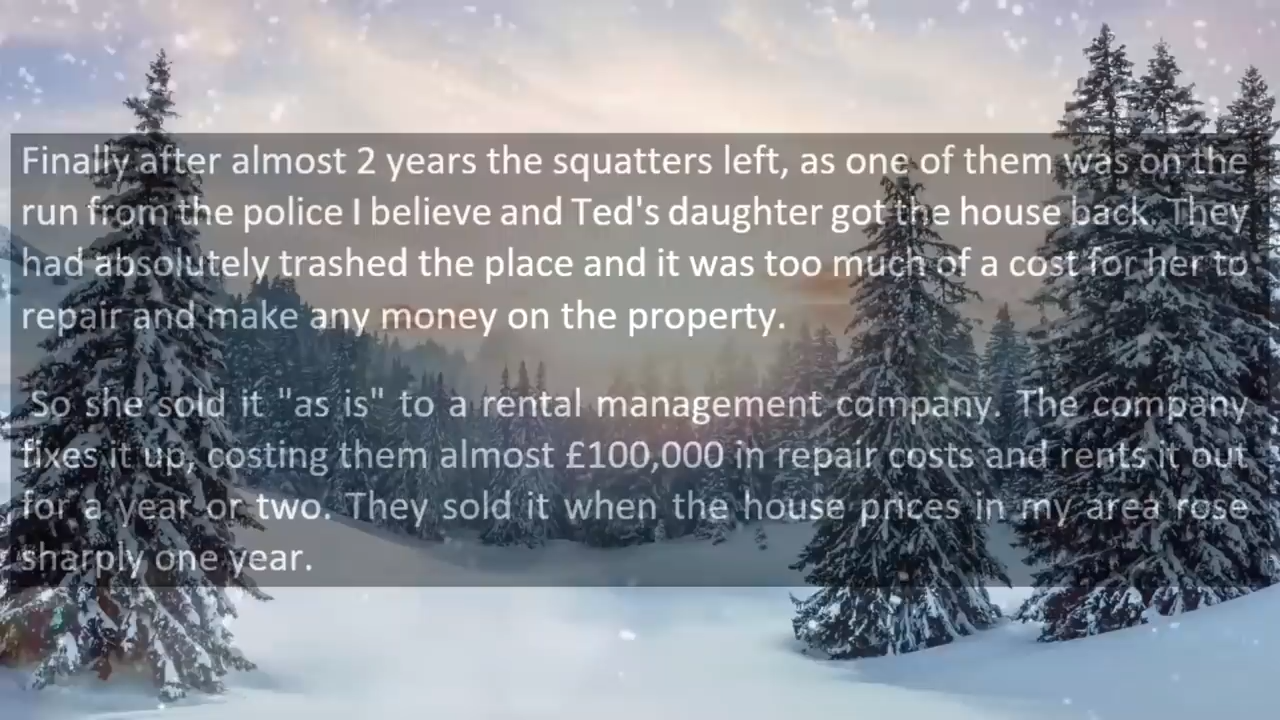 Finally after almost 2 years the squatters left, as one of them was on the
run from the police I believe and Ted's daughter got the house back. They
had absolutely trashed the place and it was too much of a cost for her to
repair and make any money on the property.
So she sold it "as is" to a rental management company. The company
fixes it up, costing them almost £100,000 in repair costs and rents it out
for a year or two. They sold it when the house prices in my area rose
sharply one year.